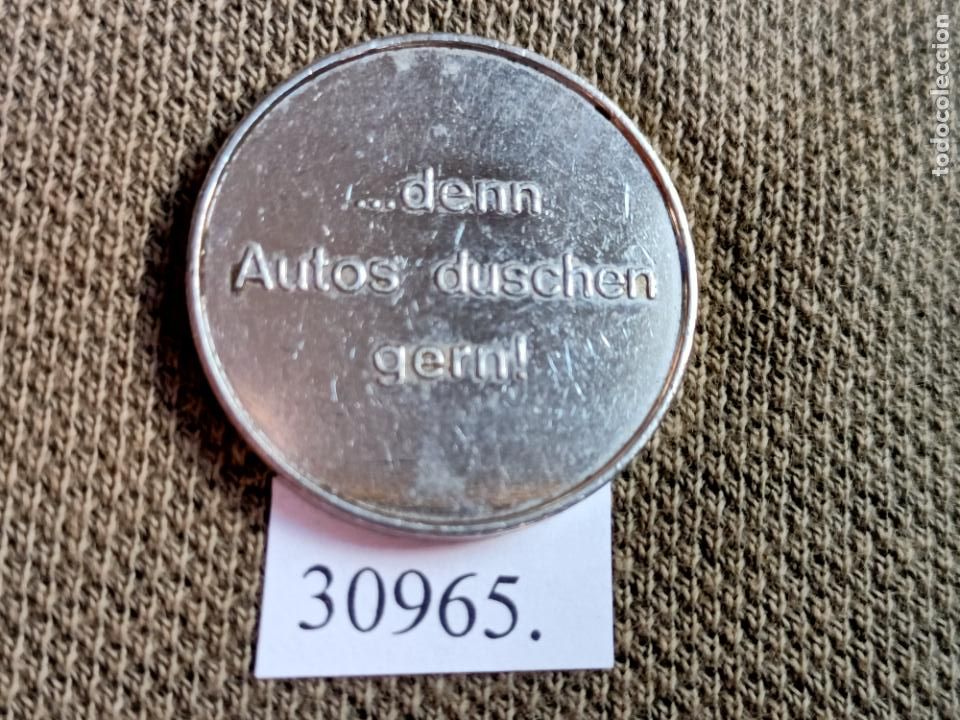 ...denn
Autos duschen
gern!
30965.
todocoleccion